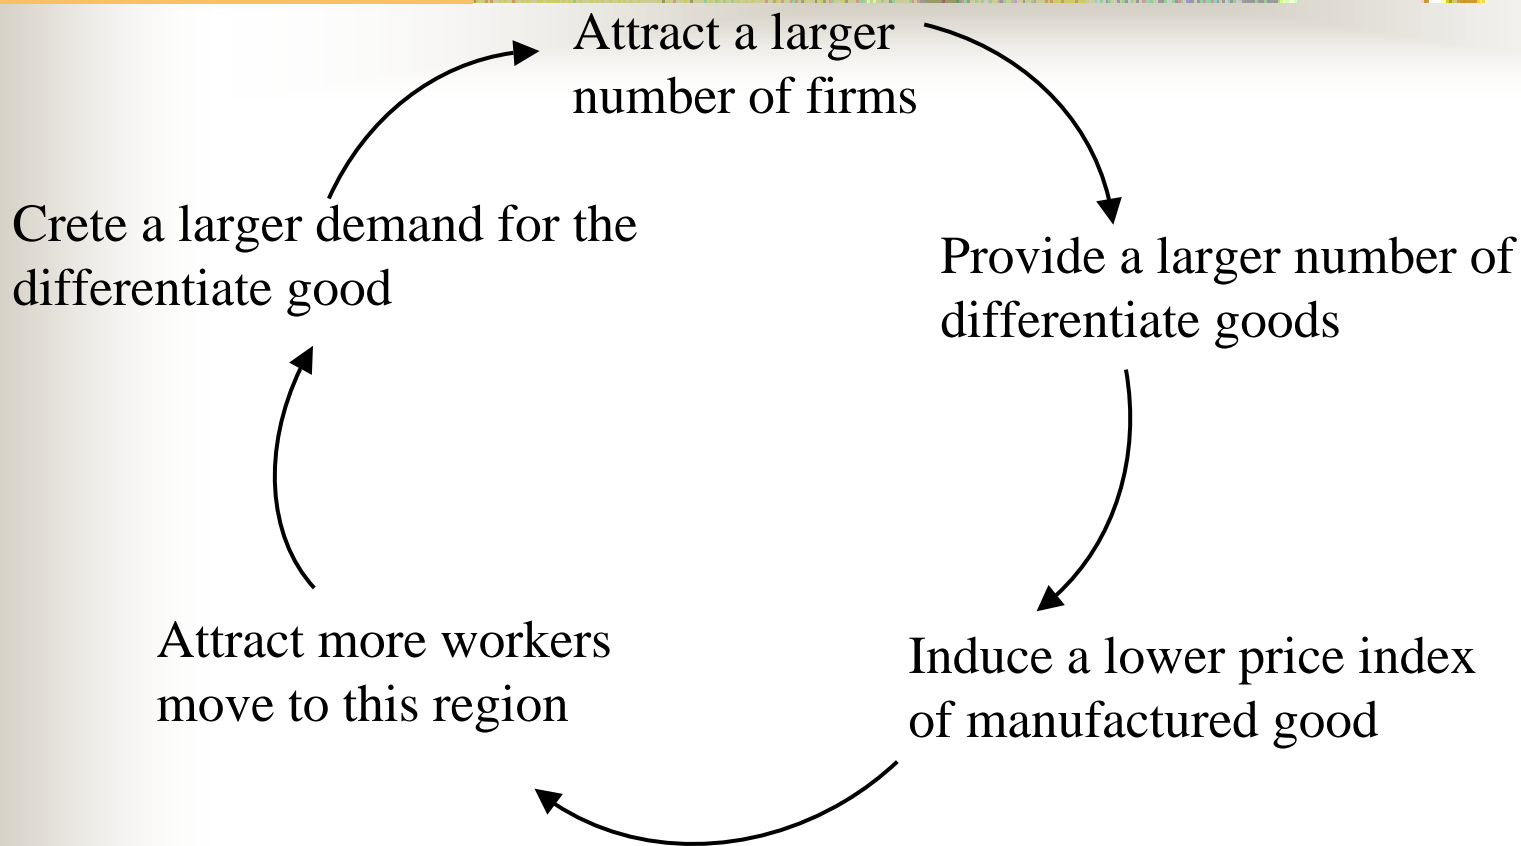 Attract a larger
number of firms
Crete a larger demand for the
differentiate good
Provide a larger number of
differentiate goods
Attract more workers
move to this region
Induce a lower price index
of manufactured good